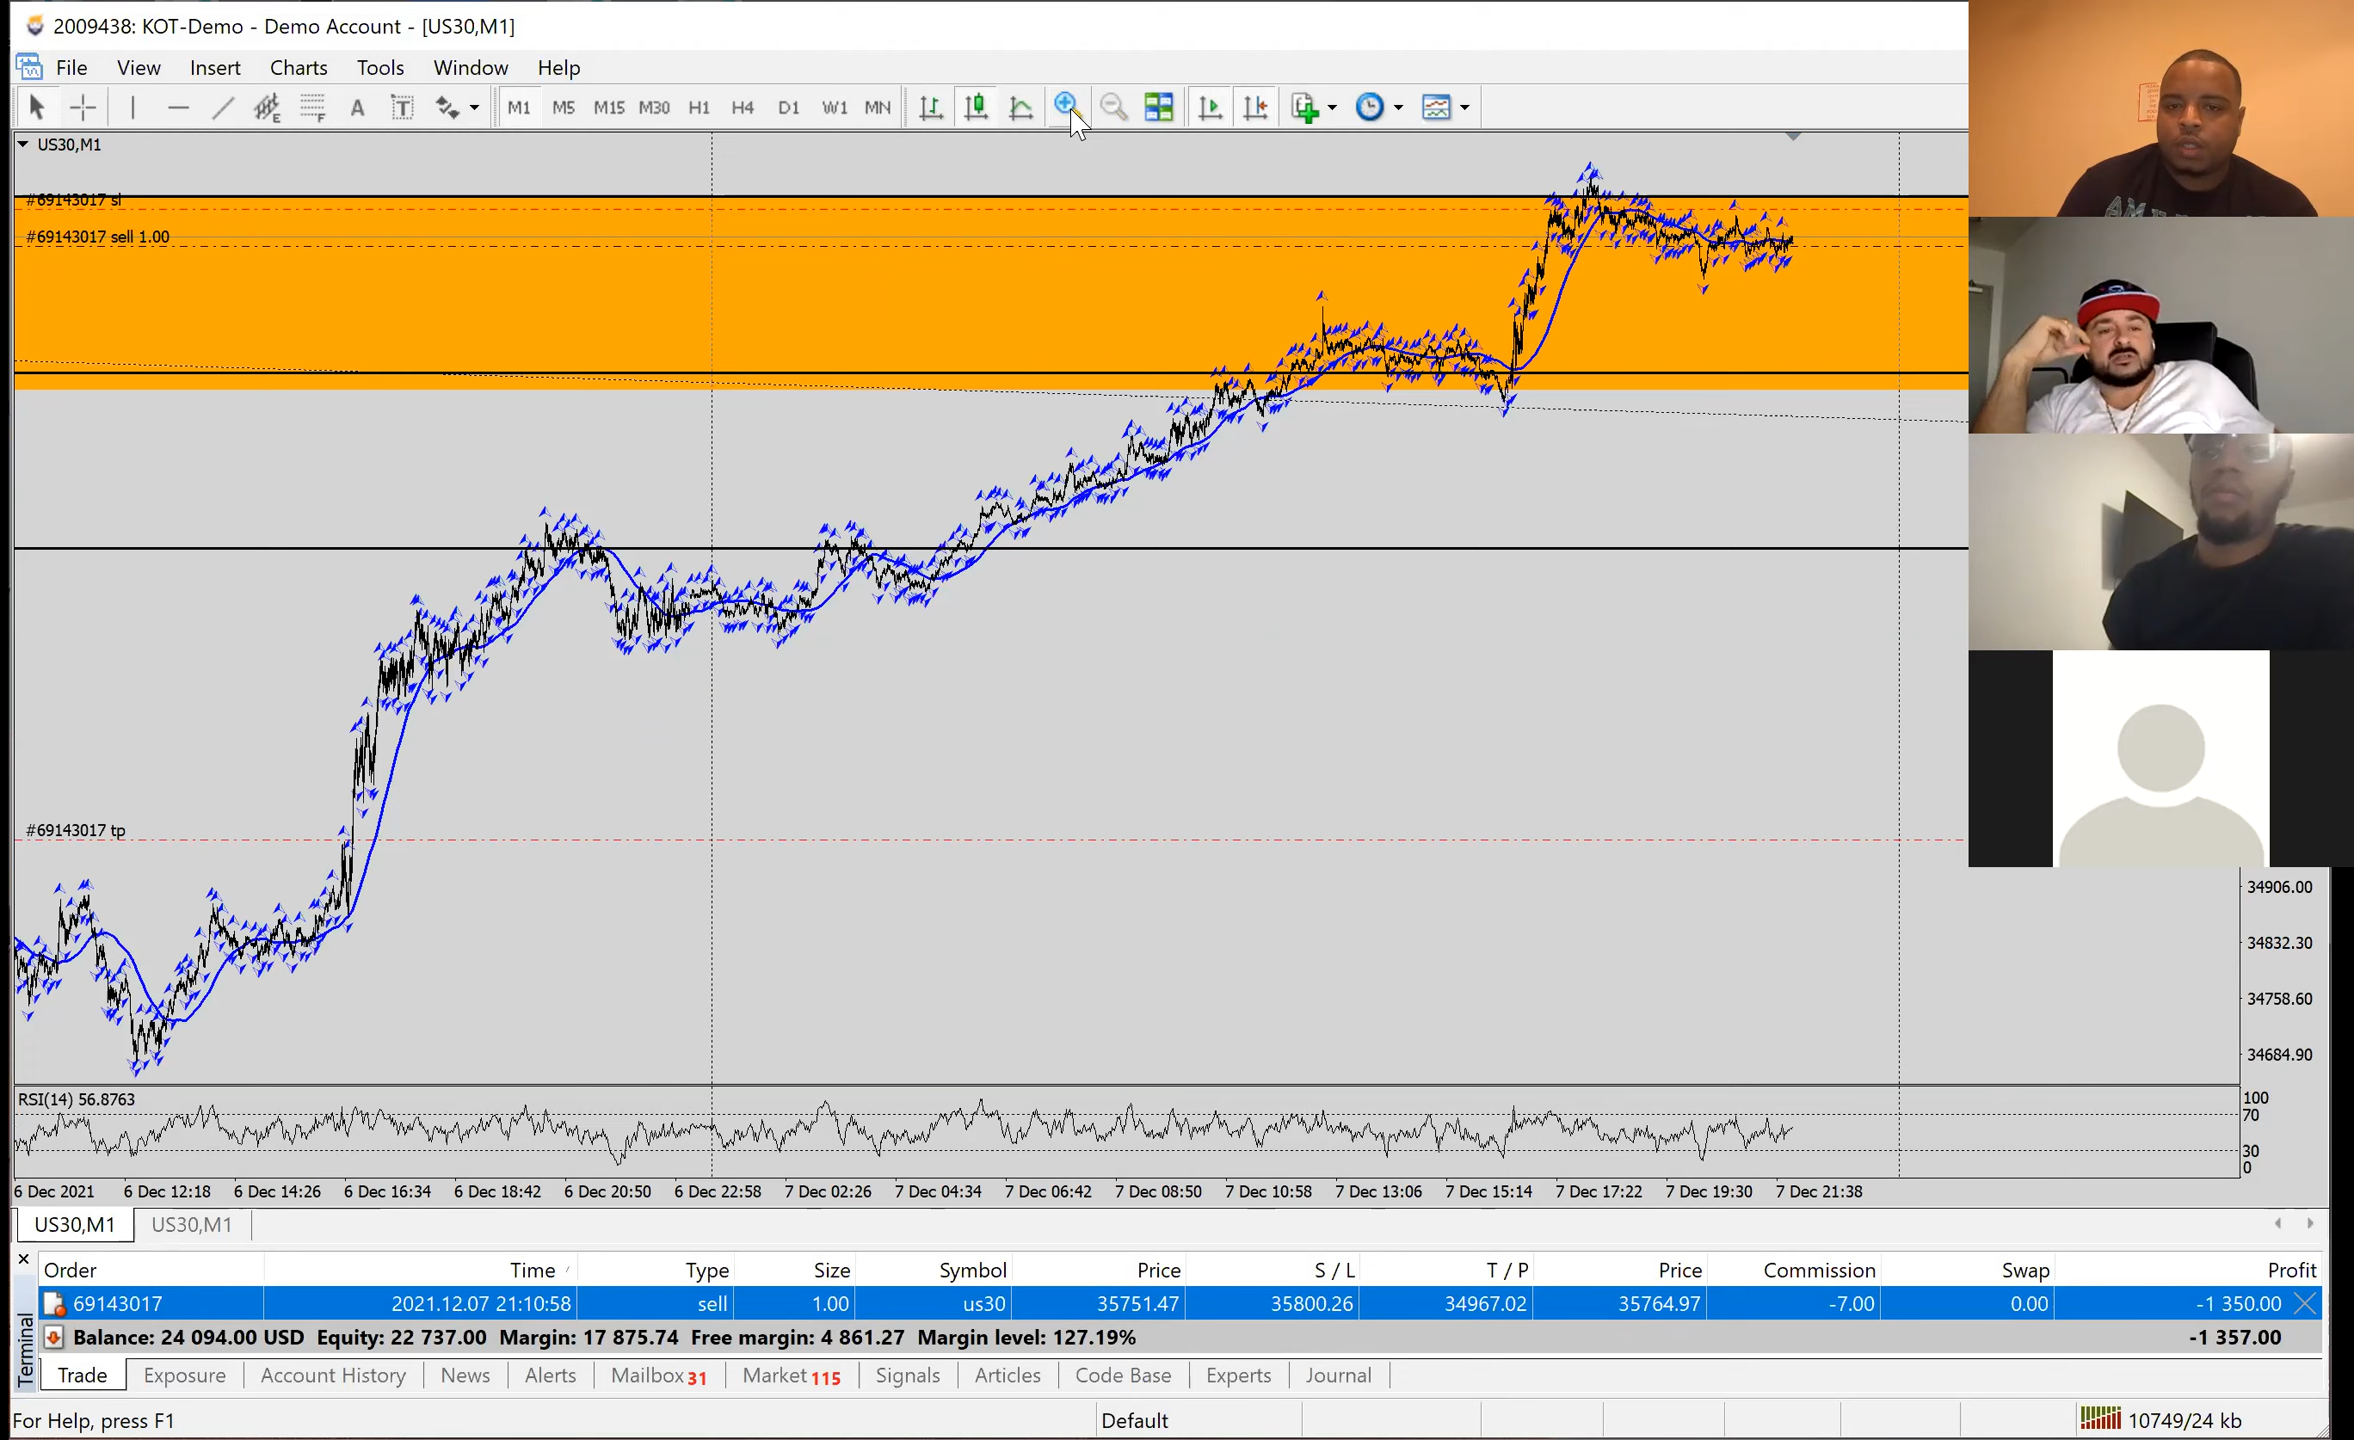 2009438: KOT-Demo - Demo Account - [US30,M1]
File View Insert Charts Tools Window Help
A T M1 M5 M15 M30 H1 H4 D1 W1 MN
US30,M1
#69143017 sl
#69143017 sell 1.00
#69143017 tp
34906.00
34832.30
34758.60
34684.90
RSI(14) 56.8763
100
70
30
0
6 Dec 2021 6 Dec 12:18 6 Dec 14:26 6 Dec 16:34 6 Dec 18:42 6 Dec 20:50 6 Dec 22:58 7 Dec 02:26 7 Dec 04:34 7 Dec 06:42 7 Dec 08:50 7 Dec 10:58 7 Dec 13:06 7 Dec 15:14 7 Dec 17:22 7 Dec 19:30 7 Dec 21:38
US30,M1 US30,M1
Order Time Type Size Symbol Price S / L T / P Price Commission Swap Profit
69143017 2021.12.07 21:10:58 sell 1.00 us30 35751.47 35800.26 34967.02 35764.97 -7.00 0.00 -1 350.00
Balance: 24 094.00 USD Equity: 22 737.00 Margin: 17 875.74 Free margin: 4 861.27 Margin level: 127.19% -1 357.00
Terminal
Trade Exposure Account History News Alerts Mailbox 31 Market 115 Signals Articles Code Base Experts Journal
For Help, press F1 Default 10749/24 kb